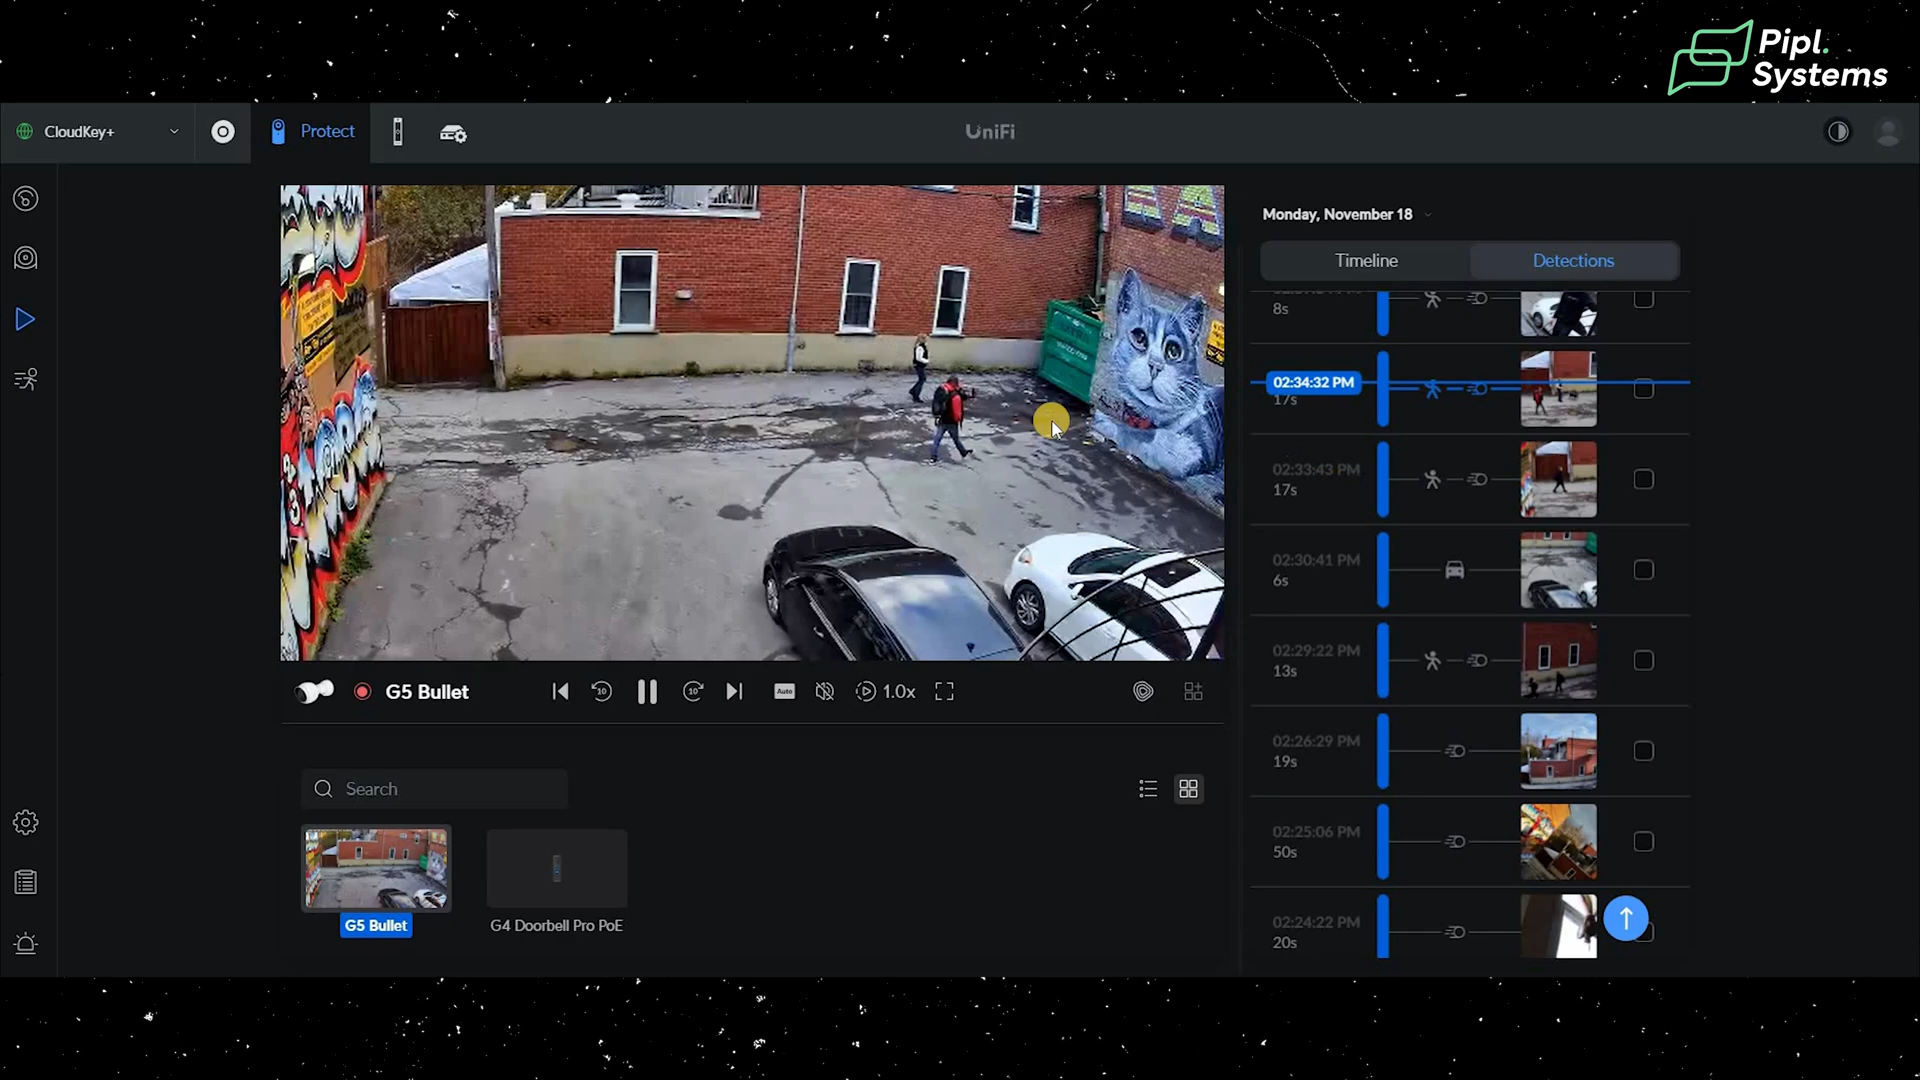 Pipl.
Systems
CloudKey+
Protect
UniFi
Monday, November 18
Timeline
Detections
8s
02:34:32 PM
17s
02:33:43 PM
17s
02:30:41 PM
6s
02:29:22 PM
13s
02:26:29 PM
19s
02:25:06 PM
50s
02:24:22 PM
20s
G5 Bullet
10
10
Auto
1.0x
Search
G5 Bullet
G4 Doorbell Pro PoE